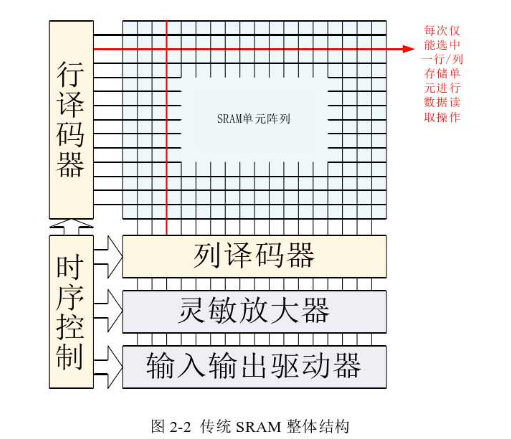 每次仅
能选中
一行/列
存储单
元进行
数据读
取操作
行译码器
SRAM单元阵列
时序控制
列译码器
灵敏放大器
输入输出驱动器
图 2-2 传统 SRAM 整体结构